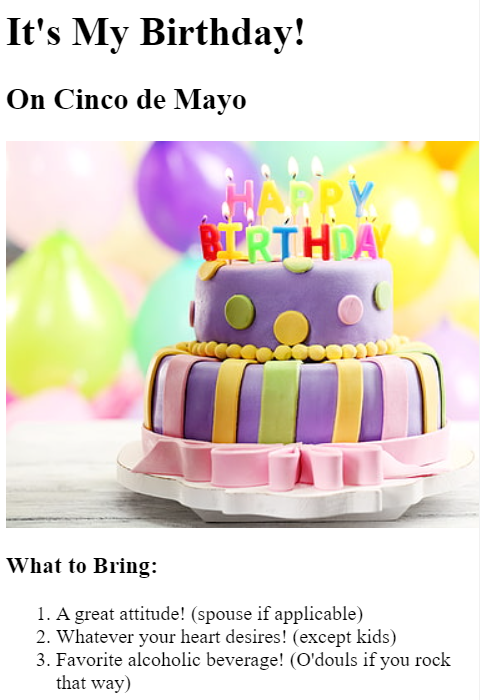 It's My Birthday!
On Cinco de Mayo
HAPPY
BIRTHDAY
What to Bring:
1. A great attitude! (spouse if applicable)
2. Whatever your heart desires! (except kids)
3. Favorite alcoholic beverage! (O'douls if you rock
that way)